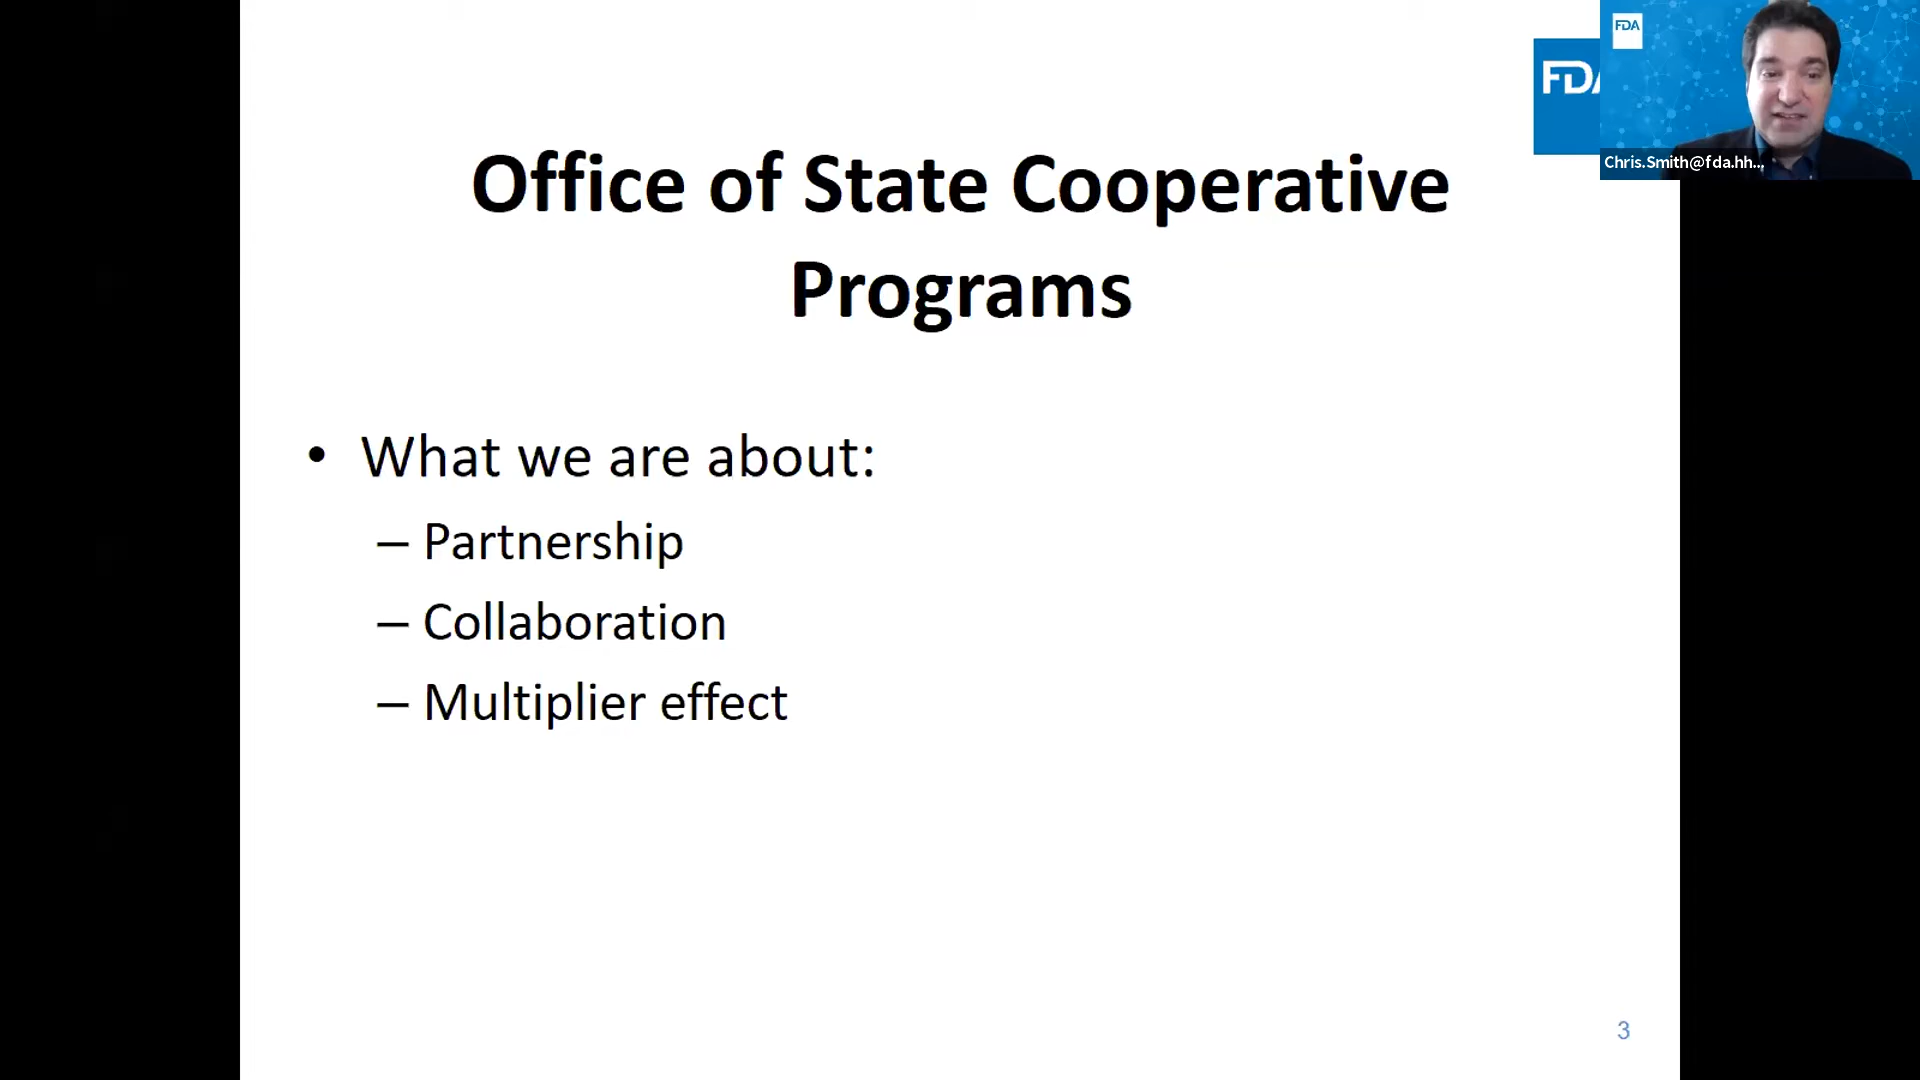 FDA
FDA
Chris.Smith@fda.hh...
Office of State Cooperative
Programs
• What we are about:
– Partnership
– Collaboration
– Multiplier effect
3